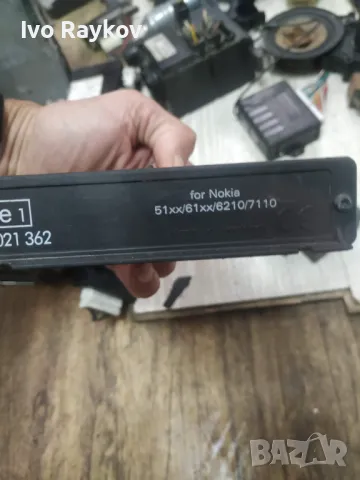 Ivo Raykov
for Nokia
51xx/61xx/6210/7110
e 1
021 362
BAZAR